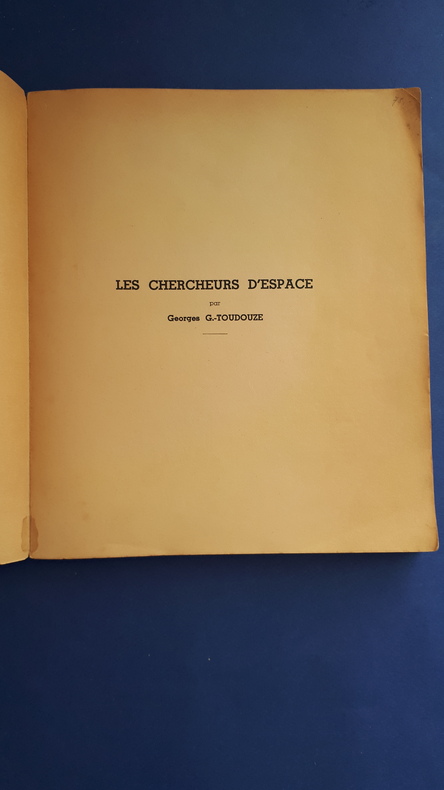 LES CHERCHEURS D'ESPACE
par
Georges G.-TOUDOUZE